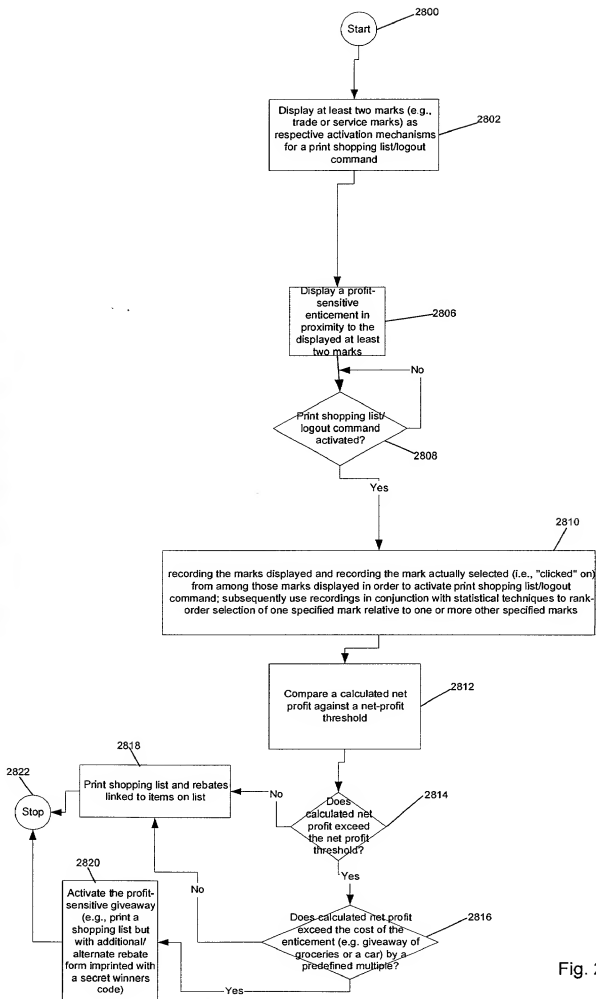 2800
Start
Display at least two marks (e.g.,
trade or service marks) as
respective activation mechanisms
for a print shopping list/logout
command
2802
Display a profit-
sensitive
enticement in
proximity to the
displayed at least
two marks
2806
No
Print shopping list/
logout command
activated?
2808
Yes
2810
recording the marks displayed and recording the mark actually selected (i.e., "clicked" on)
from among those marks displayed in order to activate print shopping list/logout
command; subsequently use recordings in conjunction with statistical techniques to rank-
order selection of one specified mark relative to one or more other specified marks
2812
Compare a calculated net
profit against a net-profit
threshold
2818
2822
Print shopping list and rebates
linked to items on list
No
2814
Does
calculated net
profit exceed
the net profit
threshold?
Stop
Yes
2820
No
Activate the profit-
sensitive giveaway
(e.g., print a
shopping list but
with additional/
alternate rebate
form imprinted with
a secret winners
code)
Does calculated net profit
exceed the cost of the
enticement (e.g. giveaway of
groceries or a car) by a
predefined multiple?
2816
Yes
Fig.